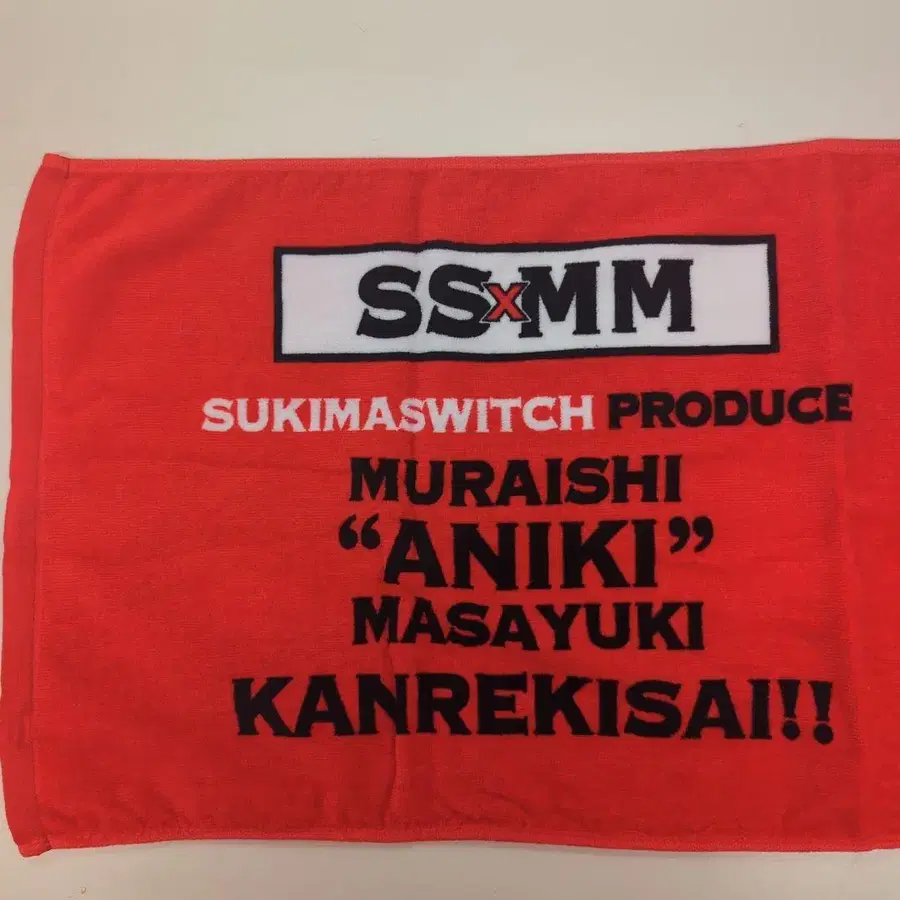 SSxMM
SUKIMASWITCH PRODUCE
MURAISHI
“ANIKI”
MASAYUKI
KANREKISAI!!